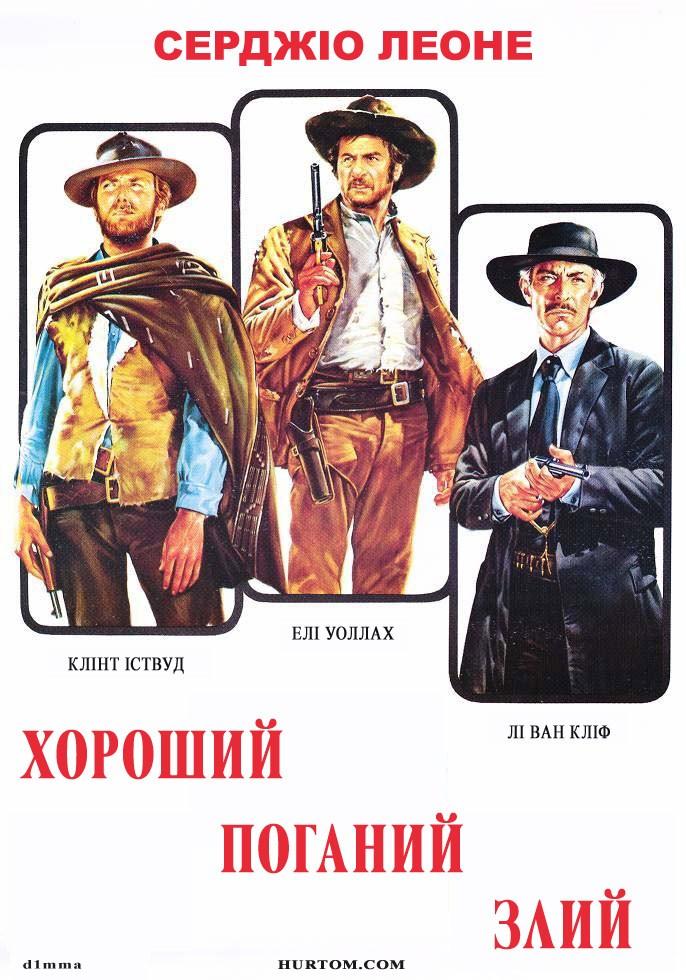 СЕРДЖІО ЛЕОНЕ
КЛІНТ ІСТВУД
ЕЛІ УОЛЛАХ
ЛІ ВАН КЛІФ
ХОРОШИЙ
ПОГАНИЙ
ЗЛИЙ
d1mma
HURTOM.COM